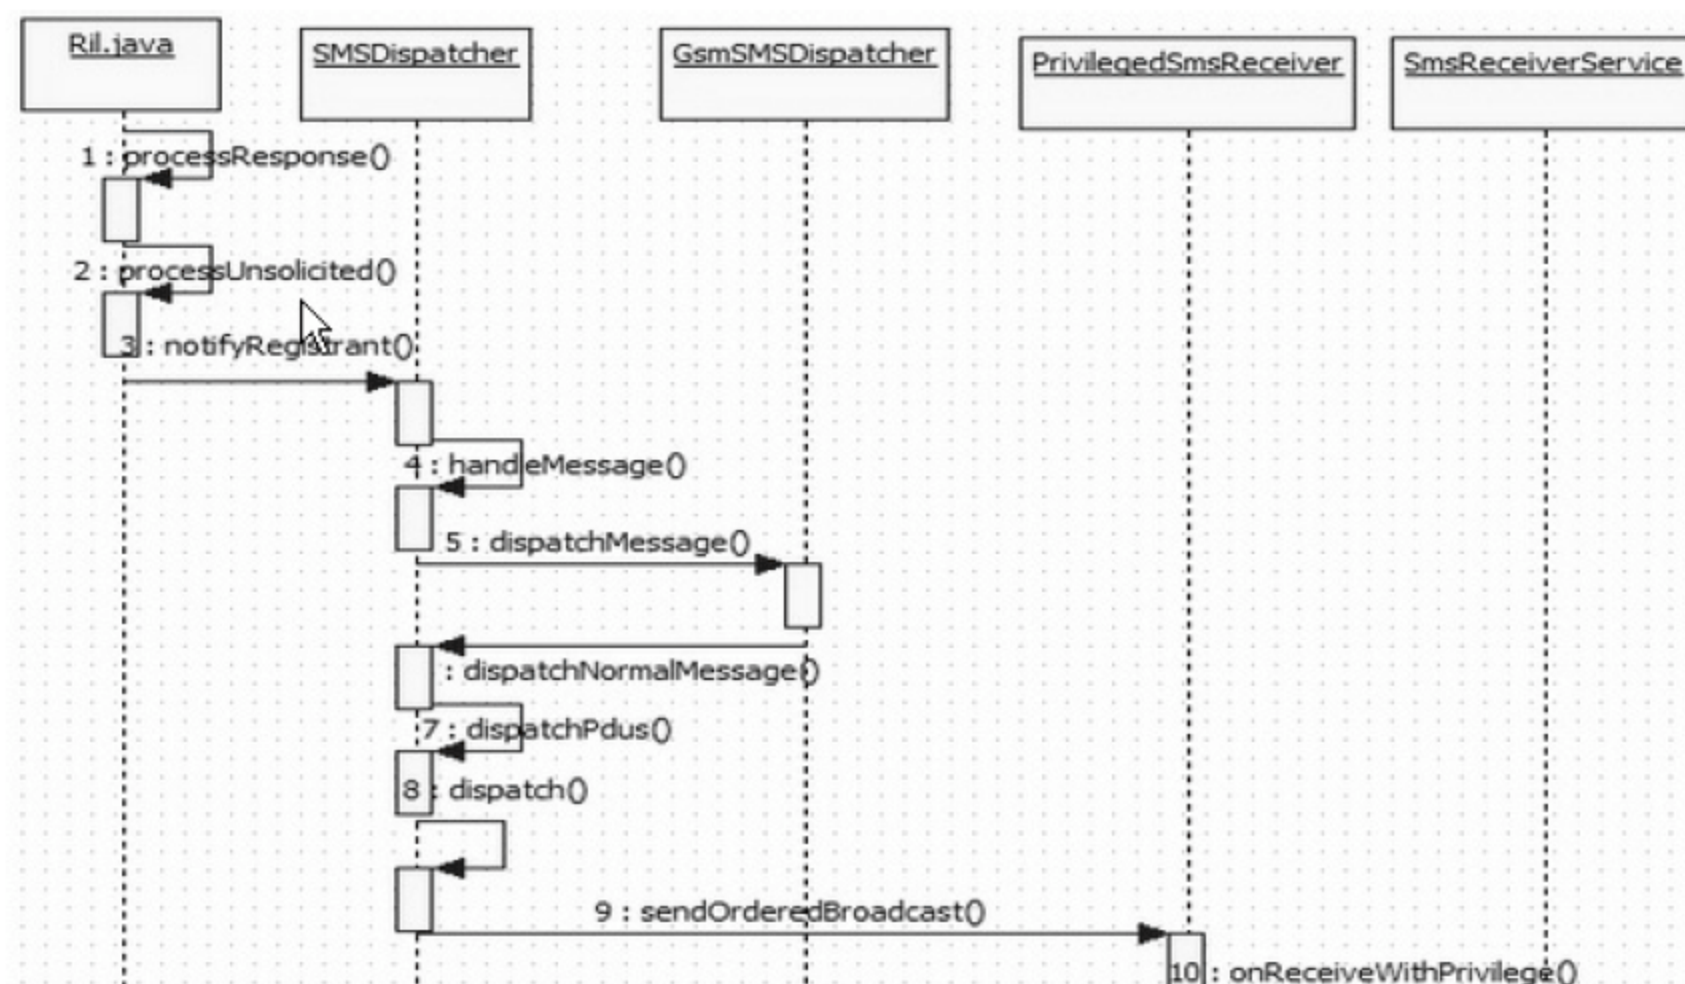 Ril.java
SMSDispatcher
GsmSMSDispatcher
PrivilegedSmsReceiver
SmsReceiverService
1 : processResponse()
2 : processUnsolicited()
3 : notifyRegistrant()
4 : handleMessage()
5 : dispatchMessage()
: dispatchNormalMessage()
7 : dispatchPdus()
8 : dispatch()
9 : sendOrderedBroadcast()
10 : onReceiveWithPrivilege()